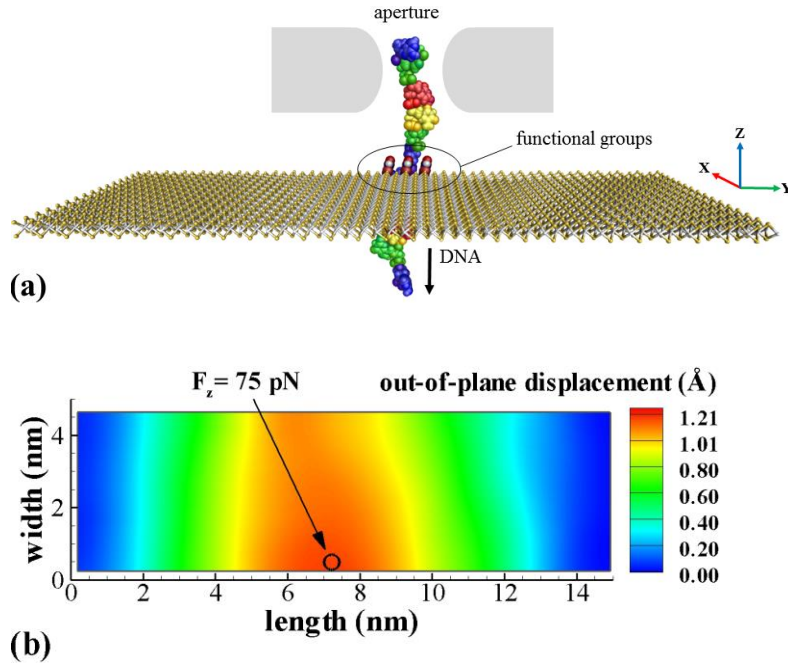 aperture
functional groups
Z
X
Y
DNA
(a)
F_z = 75 pN
out-of-plane displacement (Å)
4
2
0
width (nm)
0 2 4 6 8 10 12 14
length (nm)
1.21
1.01
0.80
0.60
0.40
0.20
0.00
(b)